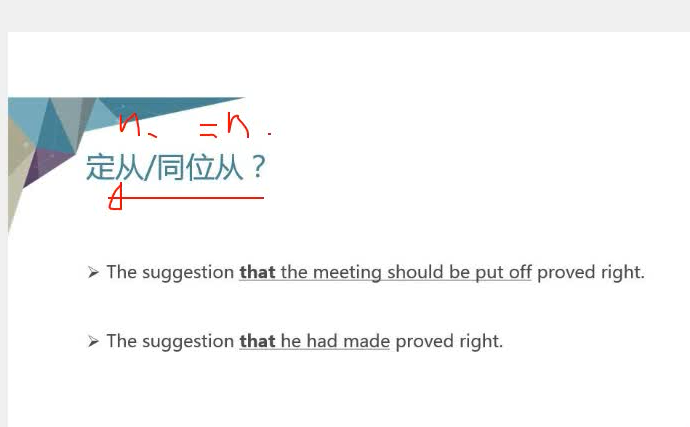 n. = n.
定从/同位从？
➢ The suggestion that the meeting should be put off proved right.
➢ The suggestion that he had made proved right.